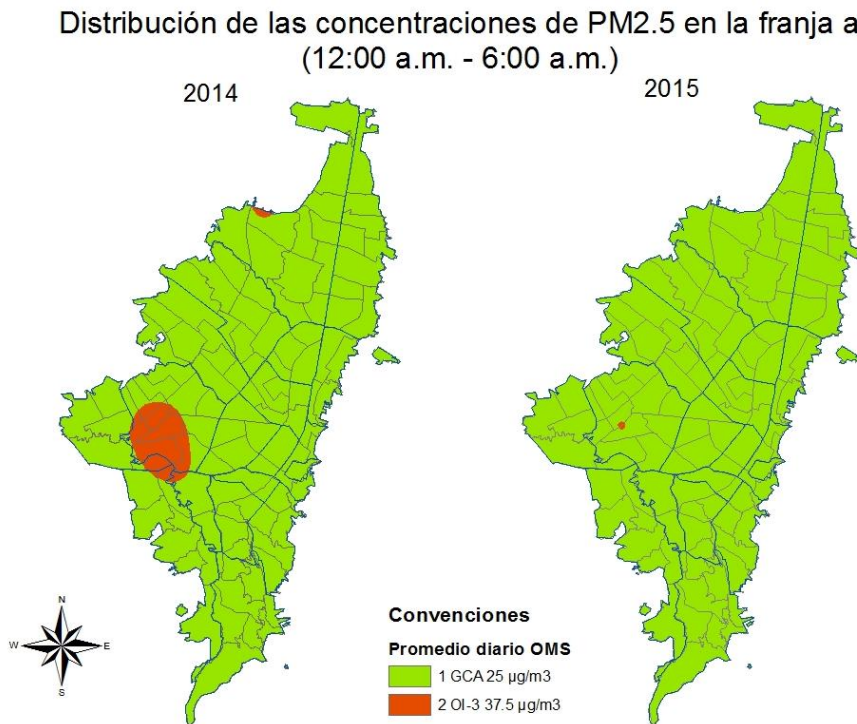 Distribución de las concentraciones de PM2.5 en la franja a
(12:00 a.m. - 6:00 a.m.)
2014
2015
N
W
E
S
Convenciones
Promedio diario OMS
1 GCA 25 µg/m3
2 OI-3 37.5 µg/m3